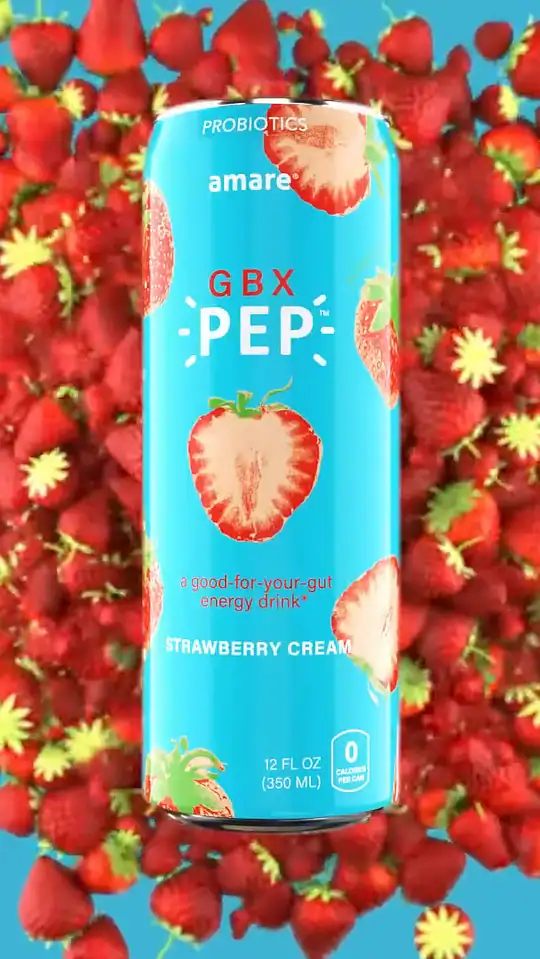 PROBIOTICS
amare®
GBX
PEP™
a good-for-your-gut
energy drink*
STRAWBERRY CREAM
12 FL OZ
(350 ML)
0
CALORIES
PER CAN